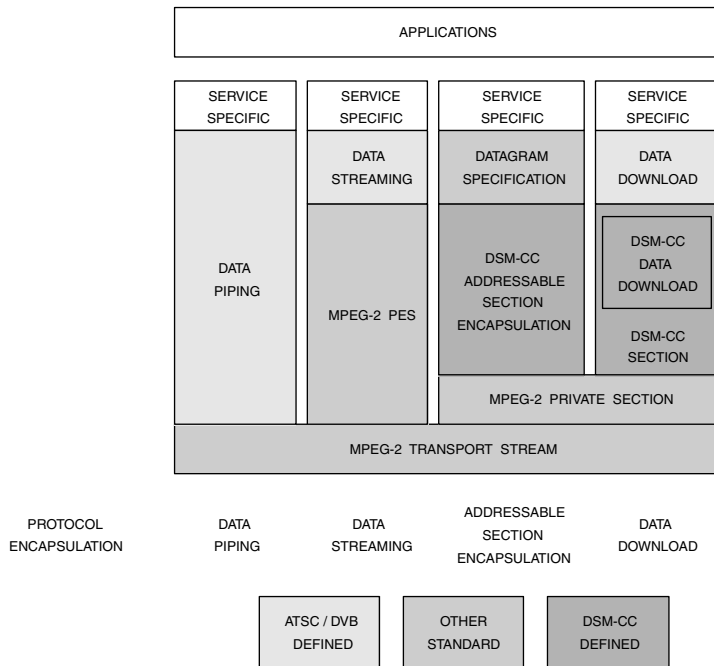 APPLICATIONS
SERVICE
SPECIFIC
SERVICE
SPECIFIC
SERVICE
SPECIFIC
SERVICE
SPECIFIC
DATA
PIPING
DATA
STREAMING
MPEG-2 PES
DATAGRAM
SPECIFICATION
DSM-CC
ADDRESSABLE
SECTION
ENCAPSULATION
DATA
DOWNLOAD
DSM-CC
DATA
DOWNLOAD
DSM-CC
SECTION
MPEG-2 PRIVATE SECTION
MPEG-2 TRANSPORT STREAM
PROTOCOL
ENCAPSULATION
DATA
PIPING
DATA
STREAMING
ADDRESSABLE
SECTION
ENCAPSULATION
DATA
DOWNLOAD
ATSC / DVB
DEFINED
OTHER
STANDARD
DSM-CC
DEFINED